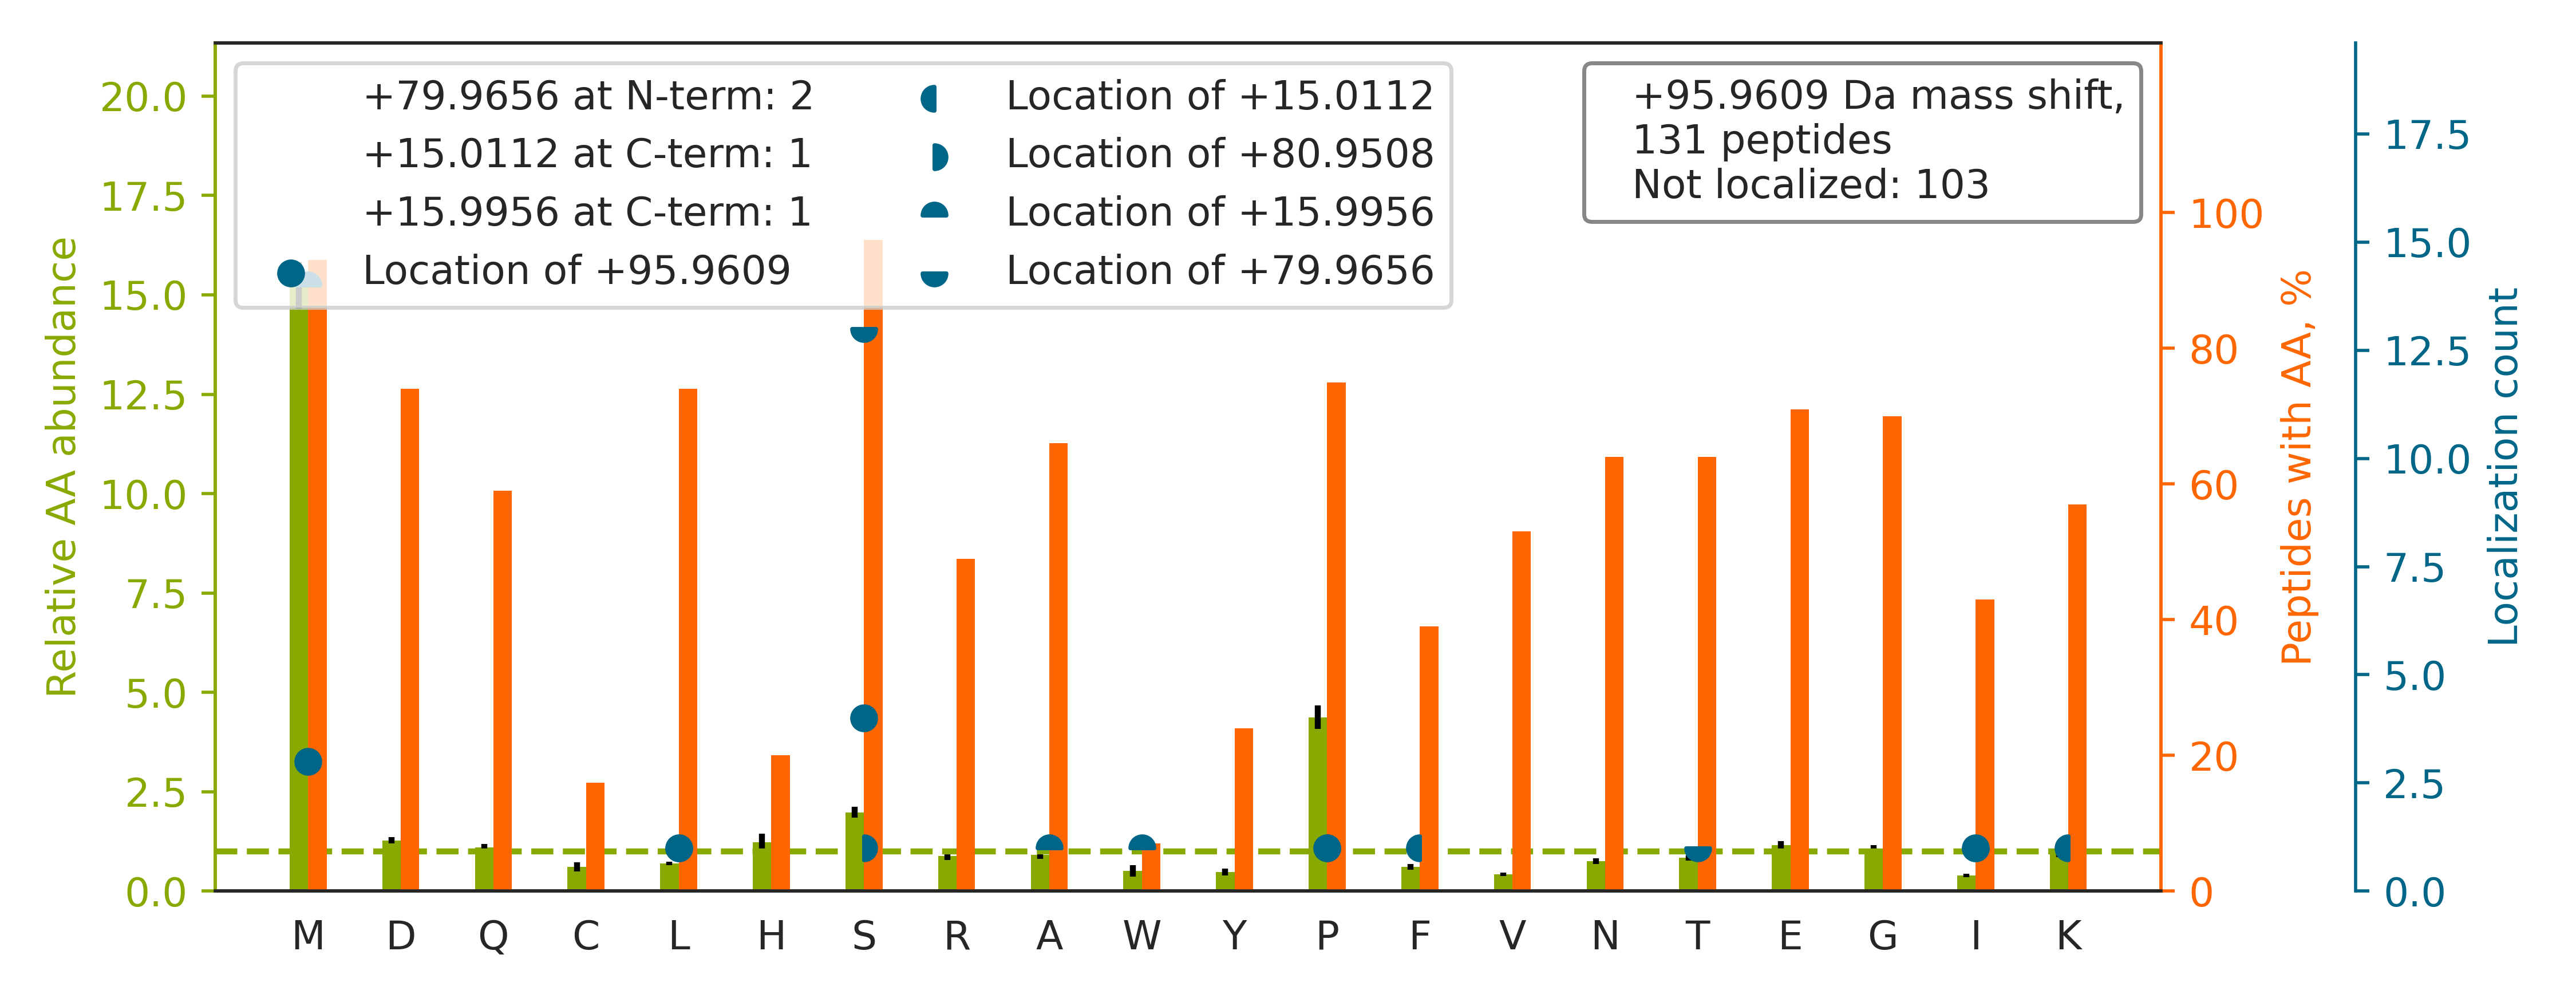 +79.9656 at N-term: 2
+15.0112 at C-term: 1
+15.9956 at C-term: 1
Location of +95.9609
Location of +15.0112
Location of +80.9508
Location of +15.9956
Location of +79.9656
+95.9609 Da mass shift,
131 peptides
Not localized: 103
Relative AA abundance
20.0
17.5
15.0
12.5
10.0
7.5
5.0
2.5
0.0
M D Q C L H S R A W Y P F V N T E G I K
100
80
60
40
20
0
Peptides with AA, %
17.5
15.0
12.5
10.0
7.5
5.0
2.5
0.0
Localization count